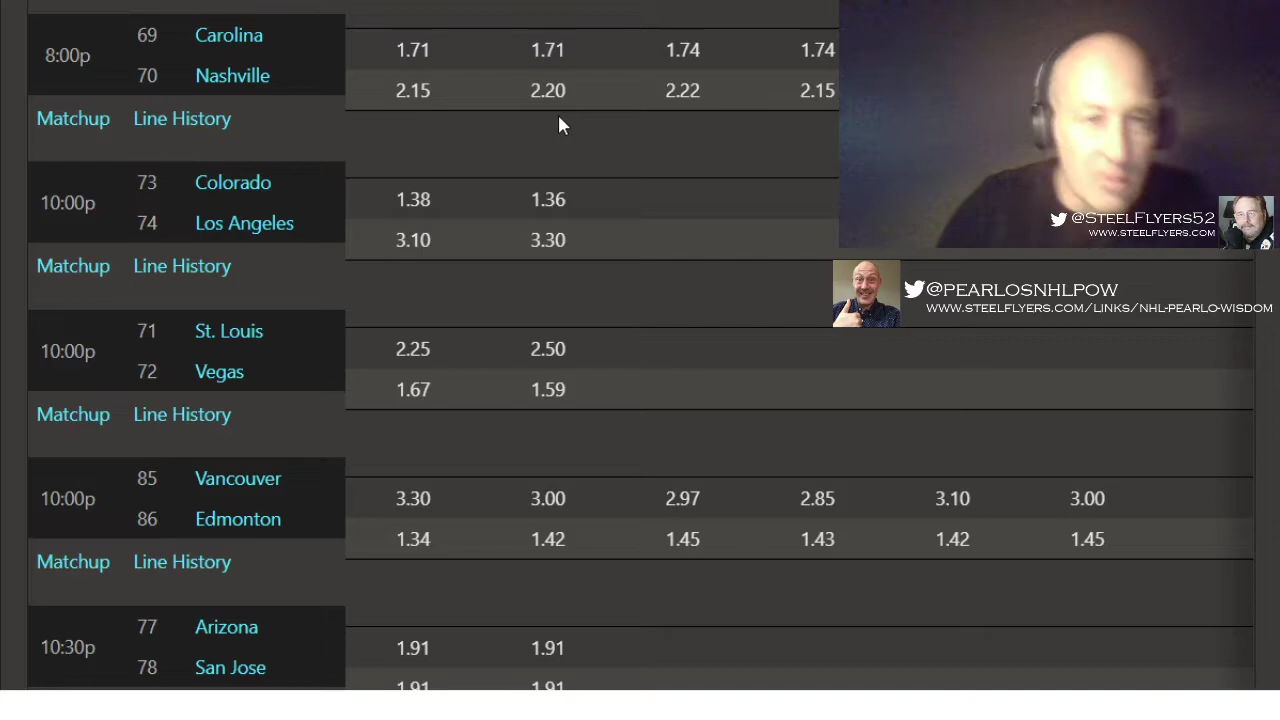 8:00p 69 Carolina 1.71 1.71 1.74 1.74
70 Nashville 2.15 2.20 2.22 2.15
Matchup Line History
@SteelFlyers52
www.steelflyers.com
10:00p 73 Colorado 1.38 1.36
74 Los Angeles 3.10 3.30
Matchup Line History
@PearlosNHLPOW
www.steelflyers.com/links/nhl-pearlo-wisdom
10:00p 71 St. Louis 2.25 2.50
72 Vegas 1.67 1.59
Matchup Line History
10:00p 85 Vancouver 3.30 3.00 2.97 2.85 3.10 3.00
86 Edmonton 1.34 1.42 1.45 1.43 1.42 1.45
Matchup Line History
10:30p 77 Arizona 1.91 1.91
78 San Jose 1.91 1.91